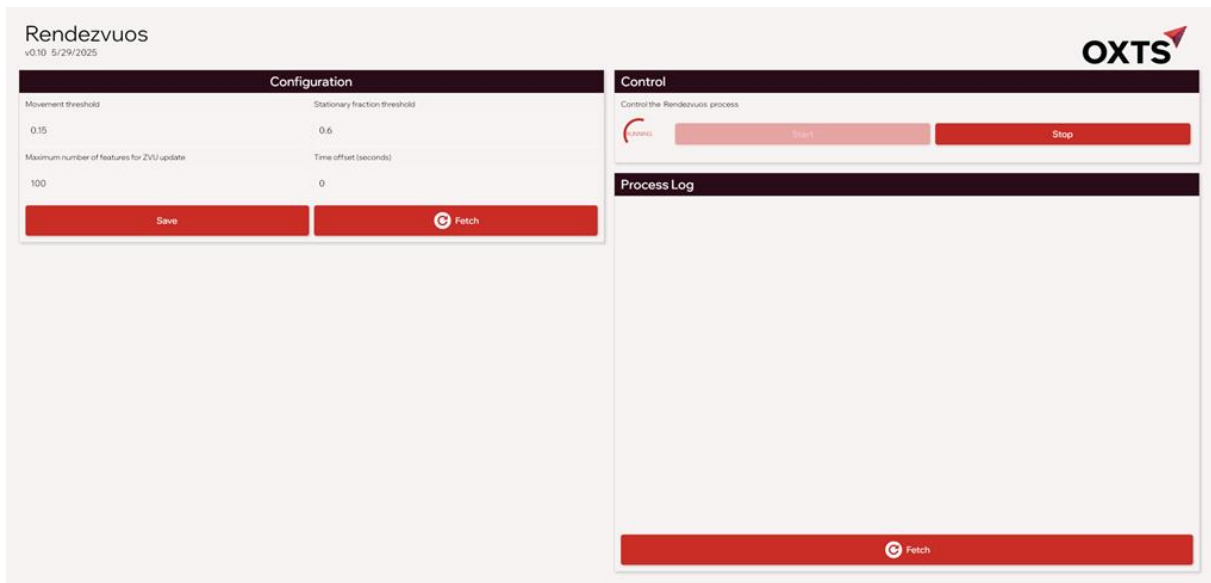 Rendezvuos
v0.10 5/29/2025
OXTS
Configuration
Movement threshold
Stationary fraction threshold
0.15
0.6
Maximum number of features for ZVU update
Time offset (seconds)
100
0
Save
Fetch
Control
Control the Rendezvuos process
RUNNING
Start
Stop
Process Log
Fetch